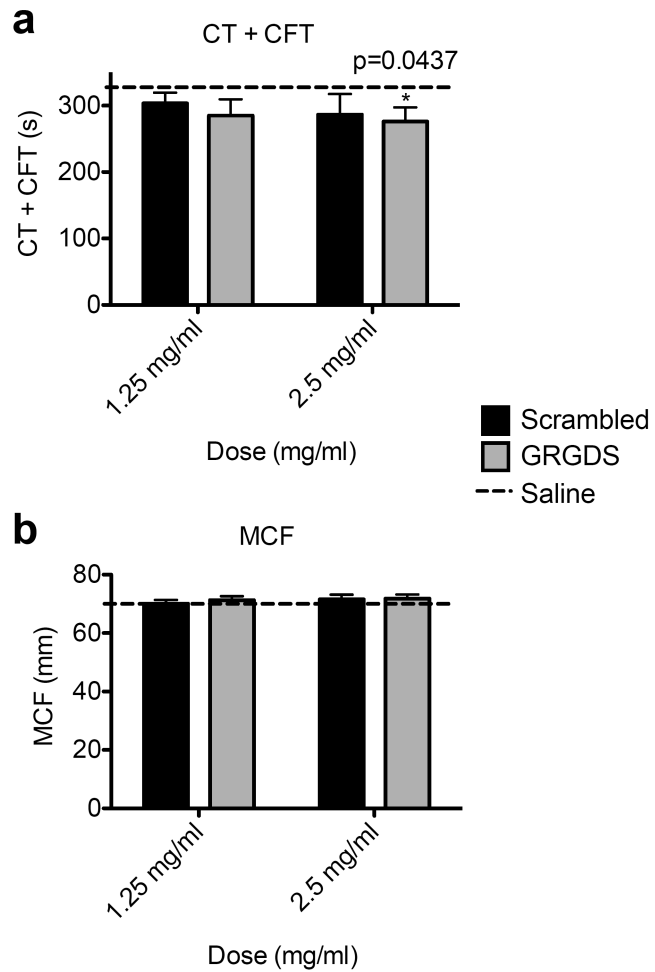 a
CT + CFT
p=0.0437
*
CT + CFT (s)
300
200
100
0
1.25 mg/ml
2.5 mg/ml
Dose (mg/ml)
Scrambled
GRGDS
Saline
b
MCF
MCF (mm)
80
60
40
20
0
1.25 mg/ml
2.5 mg/ml
Dose (mg/ml)